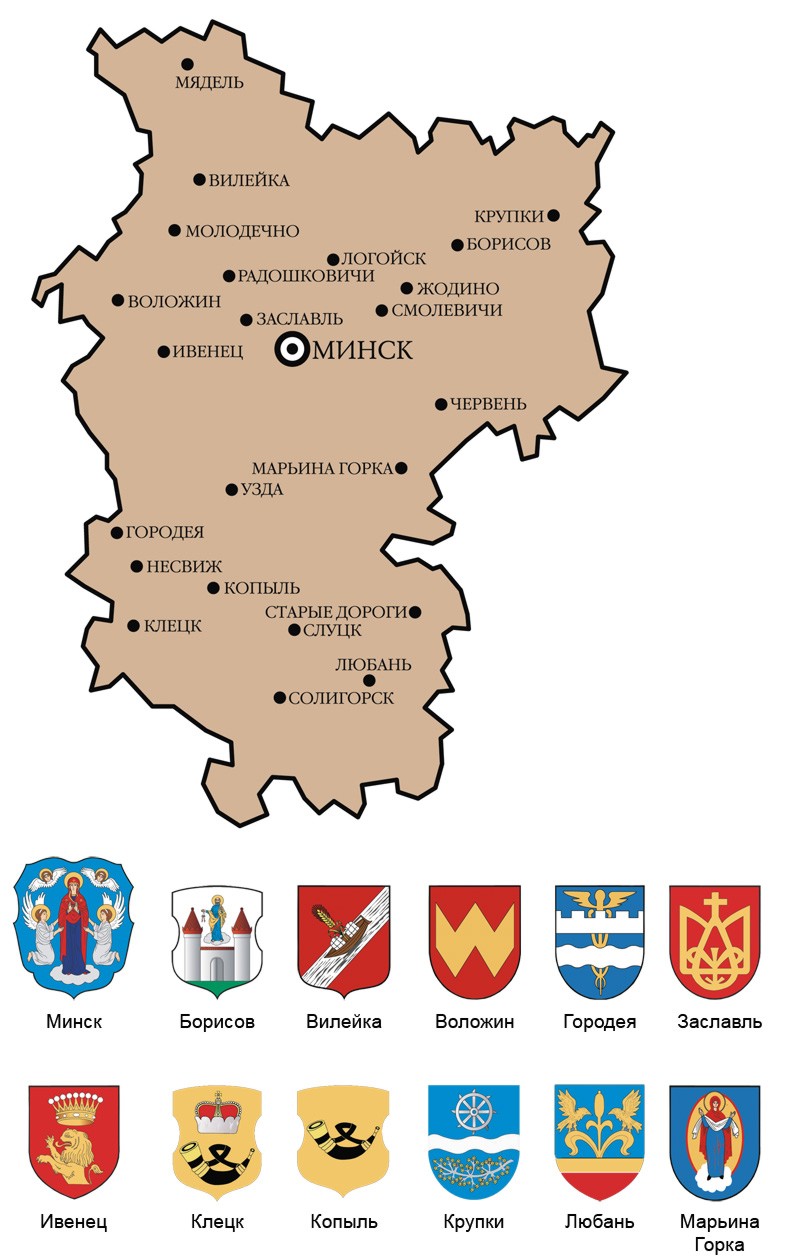 МЯДЕЛЬ
ВИЛЕЙКА
КРУПКИ
МОЛОДЕЧНО
БОРИСОВ
ЛОГОЙСК
РАДОШКОВИЧИ
ЖОДИНО
ВОЛОЖИН
СМОЛЕВИЧИ
ЗАСЛАВЛЬ
ИВЕНЕЦ
МИНСК
ЧЕРВЕНЬ
МАРЬИНА ГОРКА
УЗДА
ГОРОДЕЯ
НЕСВИЖ
КОПЫЛЬ
СТАРЫЕ ДОРОГИ
КЛЕЦК
СЛУЦК
ЛЮБАНЬ
СОЛИГОРСК
Минск
Борисов
Вилейка
Воложин
Городея
Заславль
Ивенец
Клецк
Копыль
Крупки
Любань
Марьина
Горка